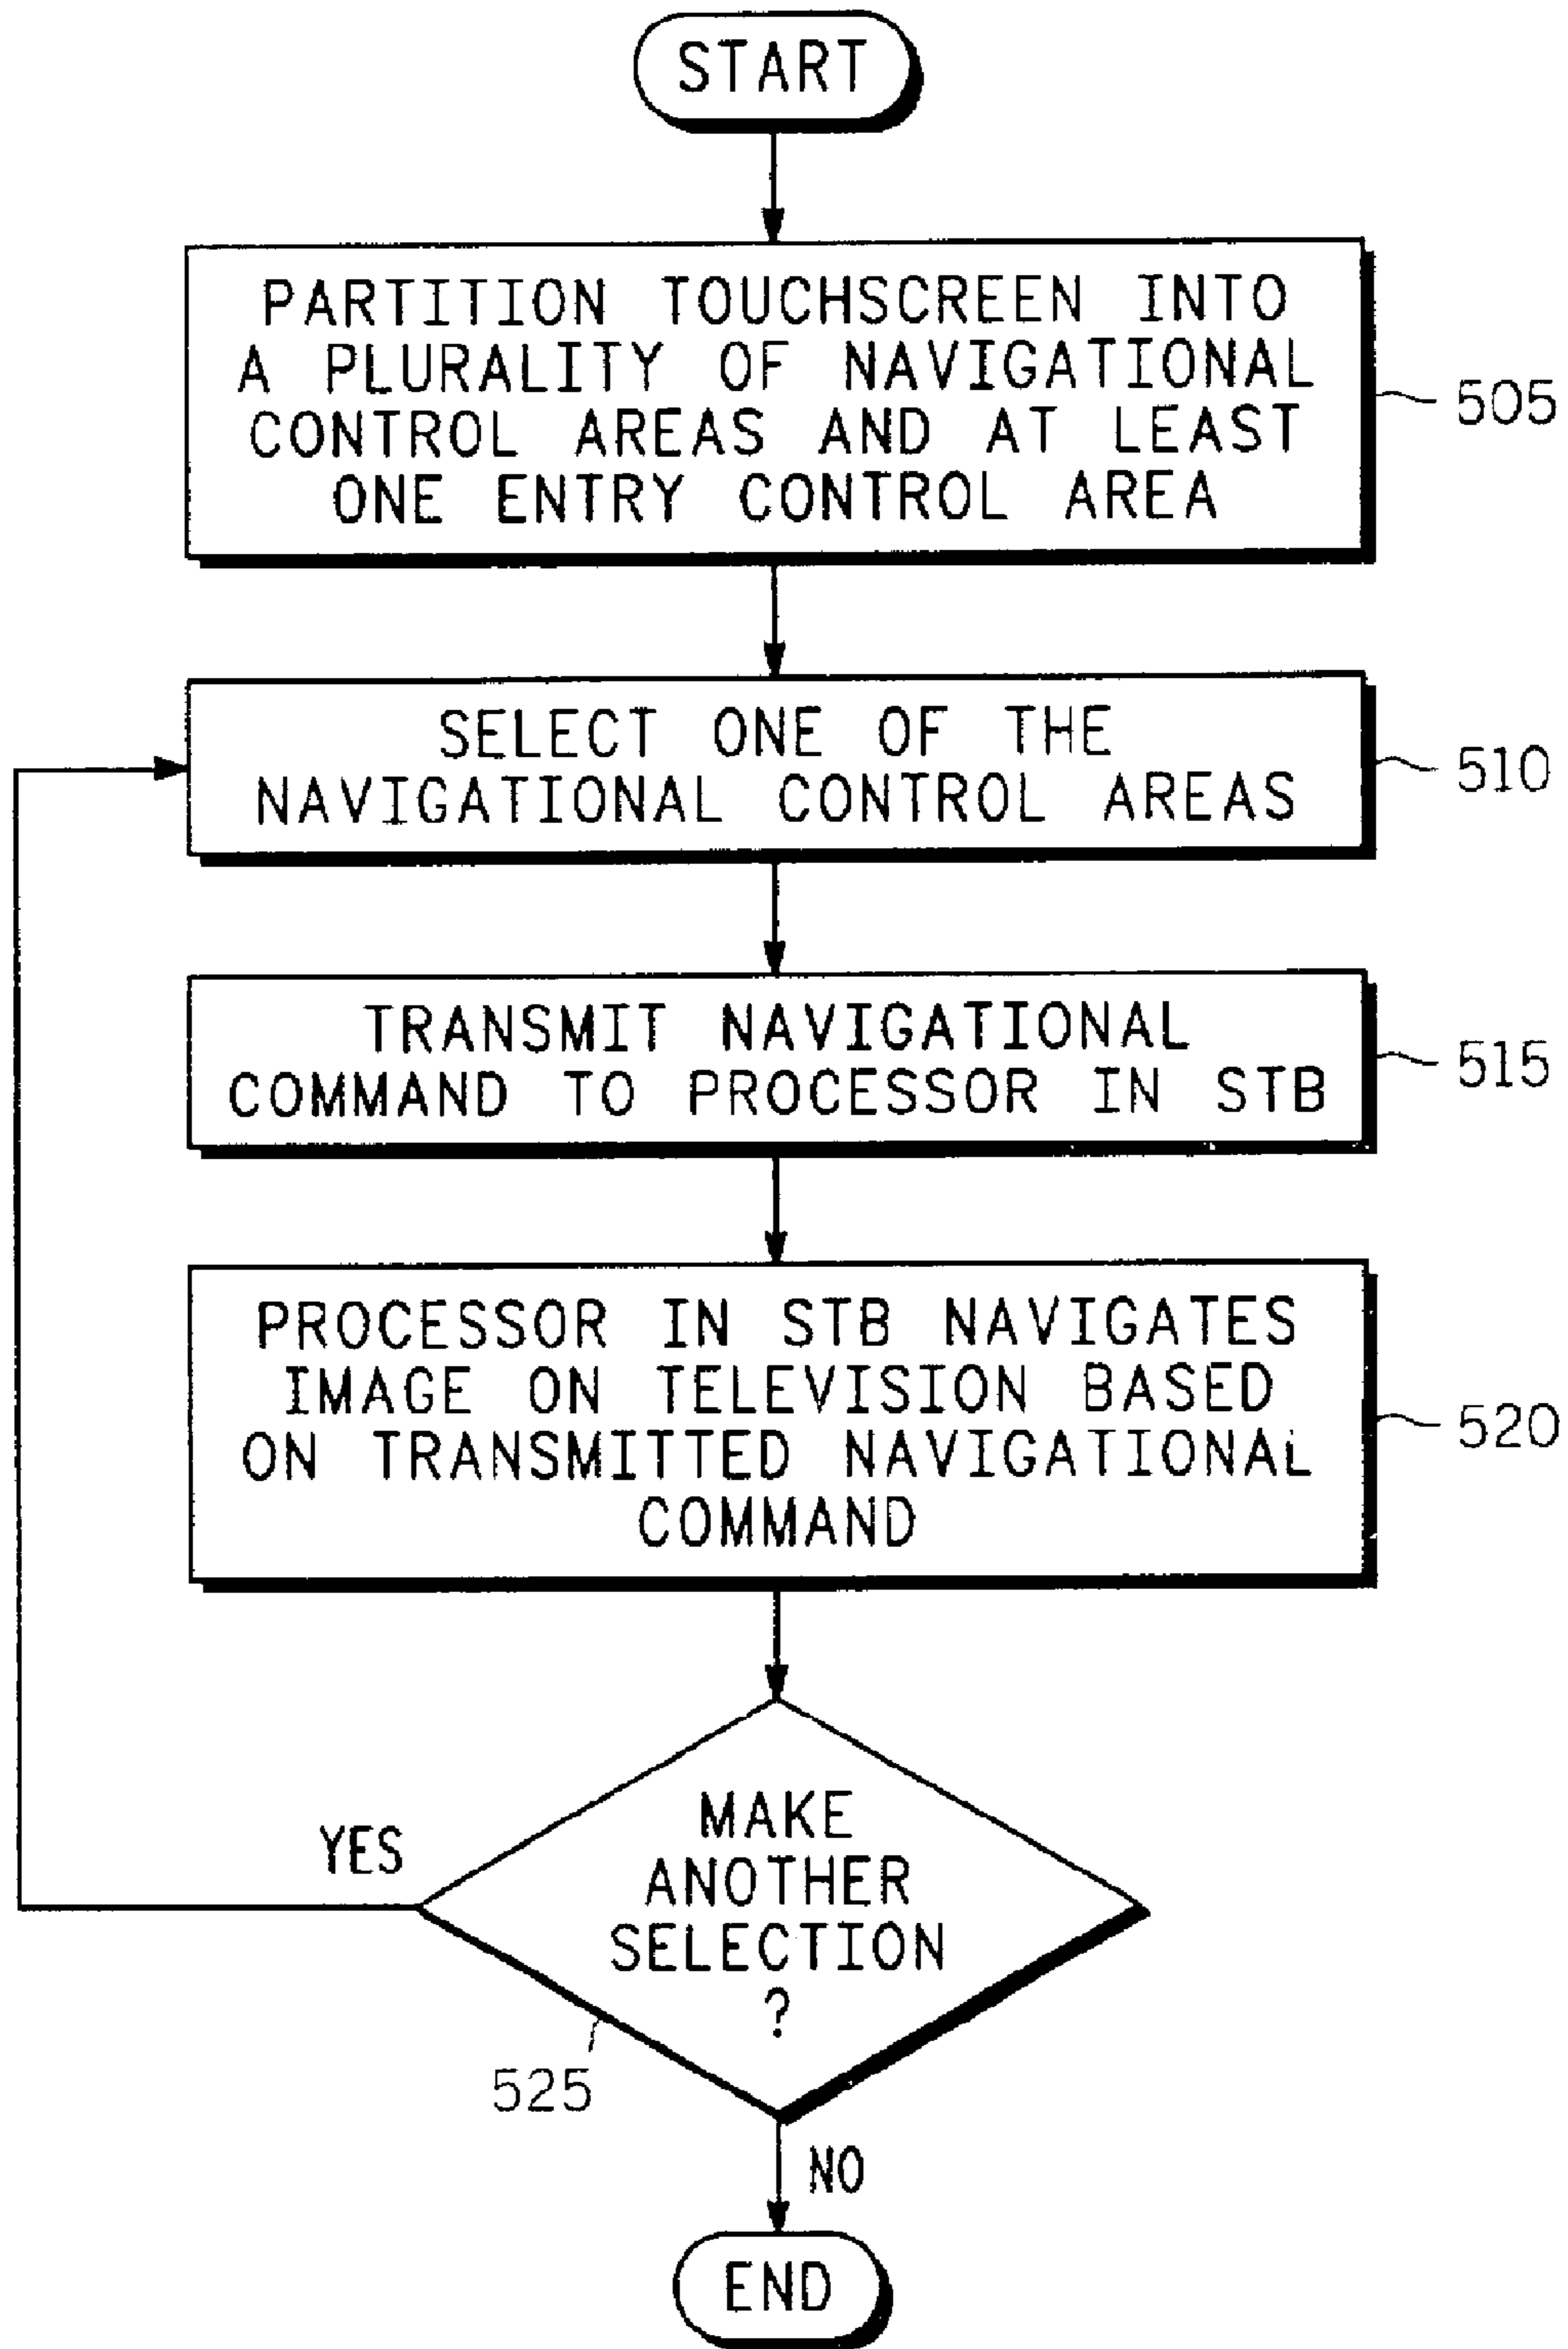 START
PARTITION TOUCHSCREEN INTO
A PLURALITY OF NAVIGATIONAL
CONTROL AREAS AND AT LEAST
ONE ENTRY CONTROL AREA
505
SELECT ONE OF THE
NAVIGATIONAL CONTROL AREAS
510
TRANSMIT NAVIGATIONAL
COMMAND TO PROCESSOR IN STB
515
PROCESSOR IN STB NAVIGATES
IMAGE ON TELEVISION BASED
ON TRANSMITTED NAVIGATIONAL
COMMAND
520
YES
MAKE
ANOTHER
SELECTION
?
525
NO
END